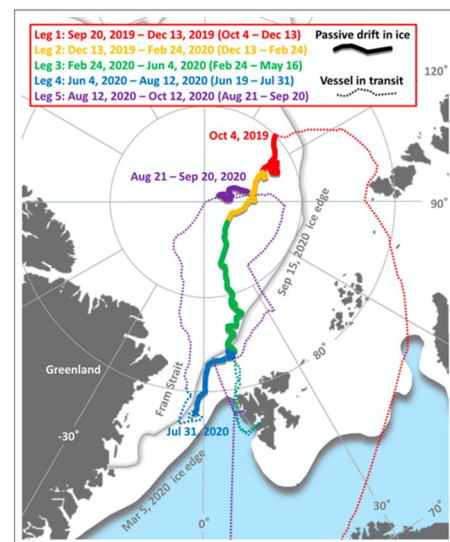 Leg 1: Sep 20, 2019 – Dec 13, 2019 (Oct 4 – Dec 13)
Leg 2: Dec 13, 2019 – Feb 24, 2020 (Dec 13 – Feb 24)
Leg 3: Feb 24, 2020 – Jun 4, 2020 (Feb 24 – May 16)
Leg 4: Jun 4, 2020 – Aug 12, 2020 (Jun 19 – Jul 31)
Leg 5: Aug 12, 2020 – Oct 12, 2020 (Aug 21 – Sep 20)
Passive drift in ice
Vessel in transit
120°
Oct 4, 2019
Aug 21 – Sep 20, 2020
90°
Sep 15, 2020 ice edge
80°
Greenland
Fram Strait
-30°
Jul 31, 2020
Mar 5, 2020 ice edge
0°
30°
70°